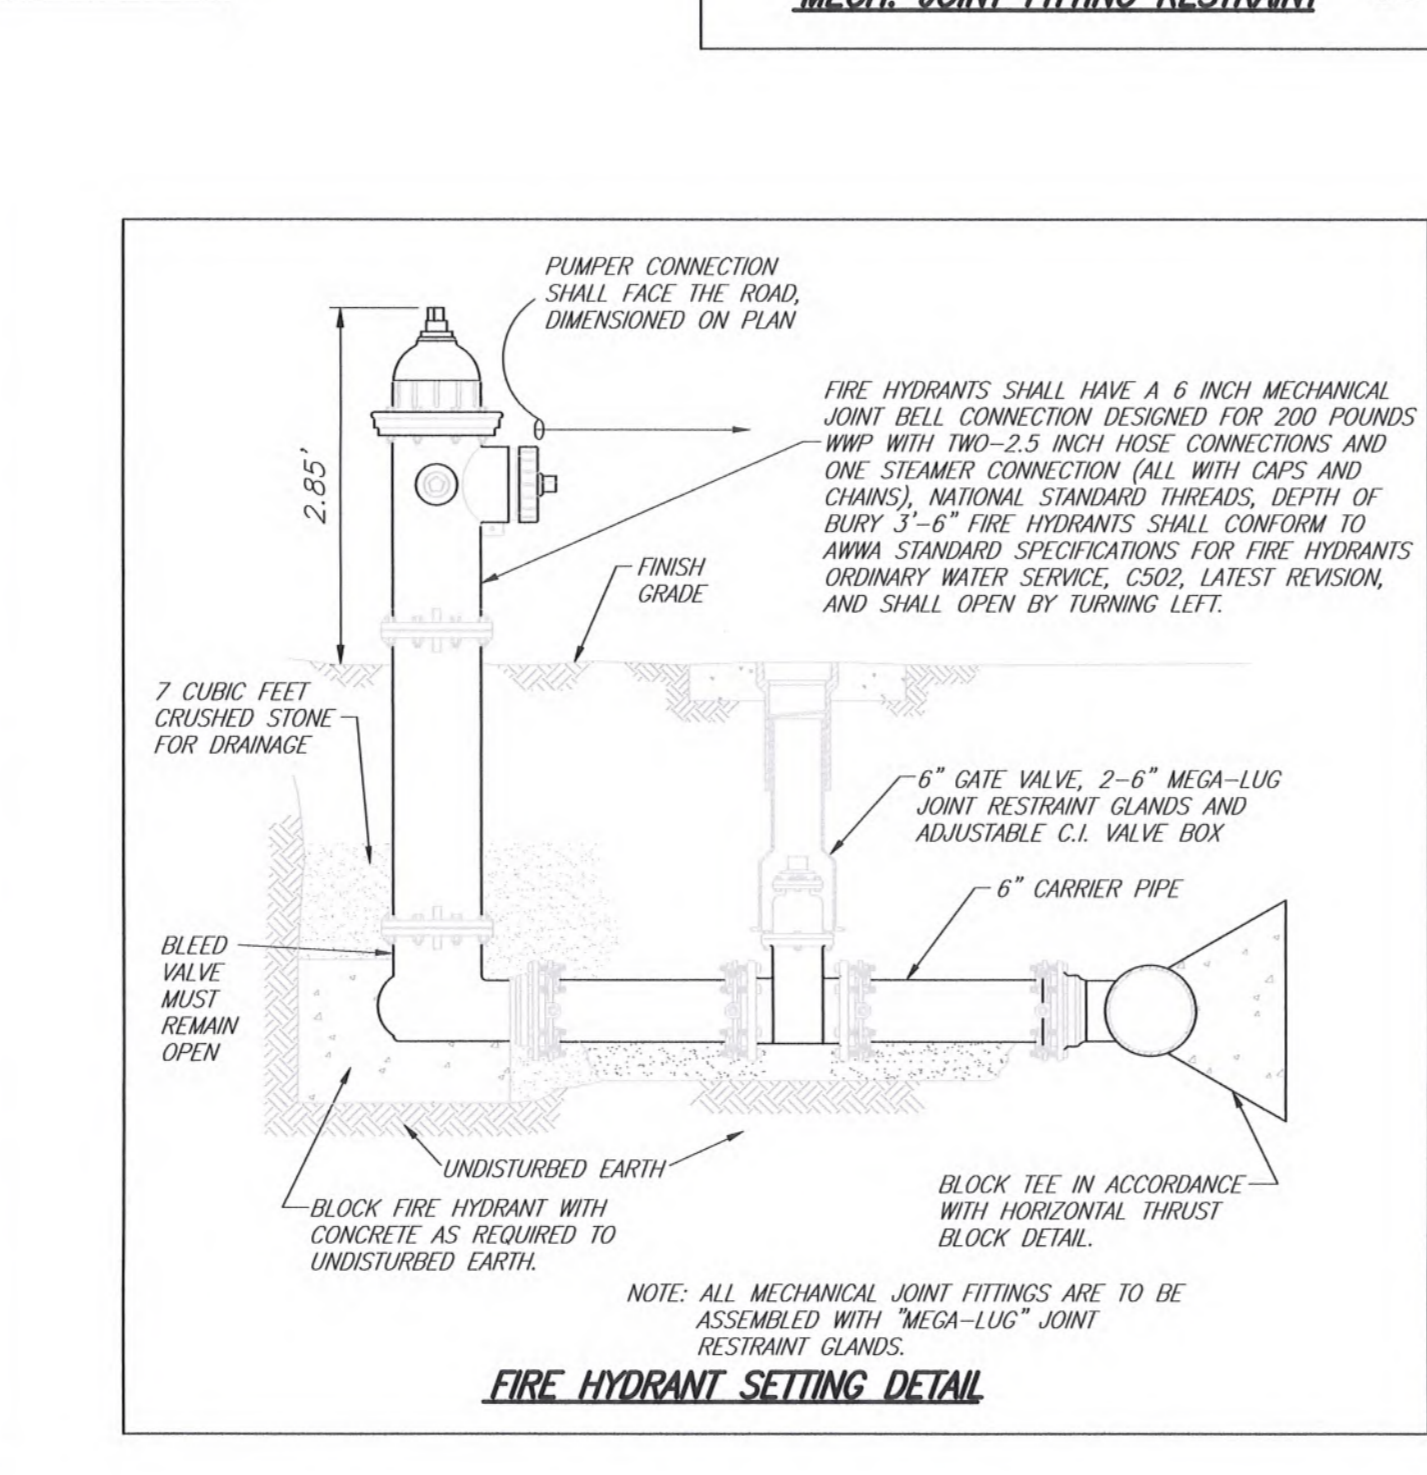 MECH. JOINT FITTING RESTRAINT
PUMPER CONNECTION
SHALL FACE THE ROAD,
DIMENSIONED ON PLAN
2.85'
FIRE HYDRANTS SHALL HAVE A 6 INCH MECHANICAL
JOINT BELL CONNECTION DESIGNED FOR 200 POUNDS
WWP WITH TWO-2.5 INCH HOSE CONNECTIONS AND
ONE STEAMER CONNECTION (ALL WITH CAPS AND
CHAINS), NATIONAL STANDARD THREADS, DEPTH OF
BURY 3'-6" FIRE HYDRANTS SHALL CONFORM TO
AWWA STANDARD SPECIFICATIONS FOR FIRE HYDRANTS
ORDINARY WATER SERVICE, C502, LATEST REVISION,
AND SHALL OPEN BY TURNING LEFT.
FINISH
GRADE
7 CUBIC FEET
CRUSHED STONE
FOR DRAINAGE
6" GATE VALVE, 2-6" MEGA-LUG
JOINT RESTRAINT GLANDS AND
ADJUSTABLE C.I. VALVE BOX
6" CARRIER PIPE
BLEED
VALVE
MUST
REMAIN
OPEN
UNDISTURBED EARTH
BLOCK FIRE HYDRANT WITH
CONCRETE AS REQUIRED TO
UNDISTURBED EARTH.
BLOCK TEE IN ACCORDANCE
WITH HORIZONTAL THRUST
BLOCK DETAIL.
NOTE: ALL MECHANICAL JOINT FITTINGS ARE TO BE
ASSEMBLED WITH "MEGA-LUG" JOINT
RESTRAINT GLANDS.
FIRE HYDRANT SETTING DETAIL